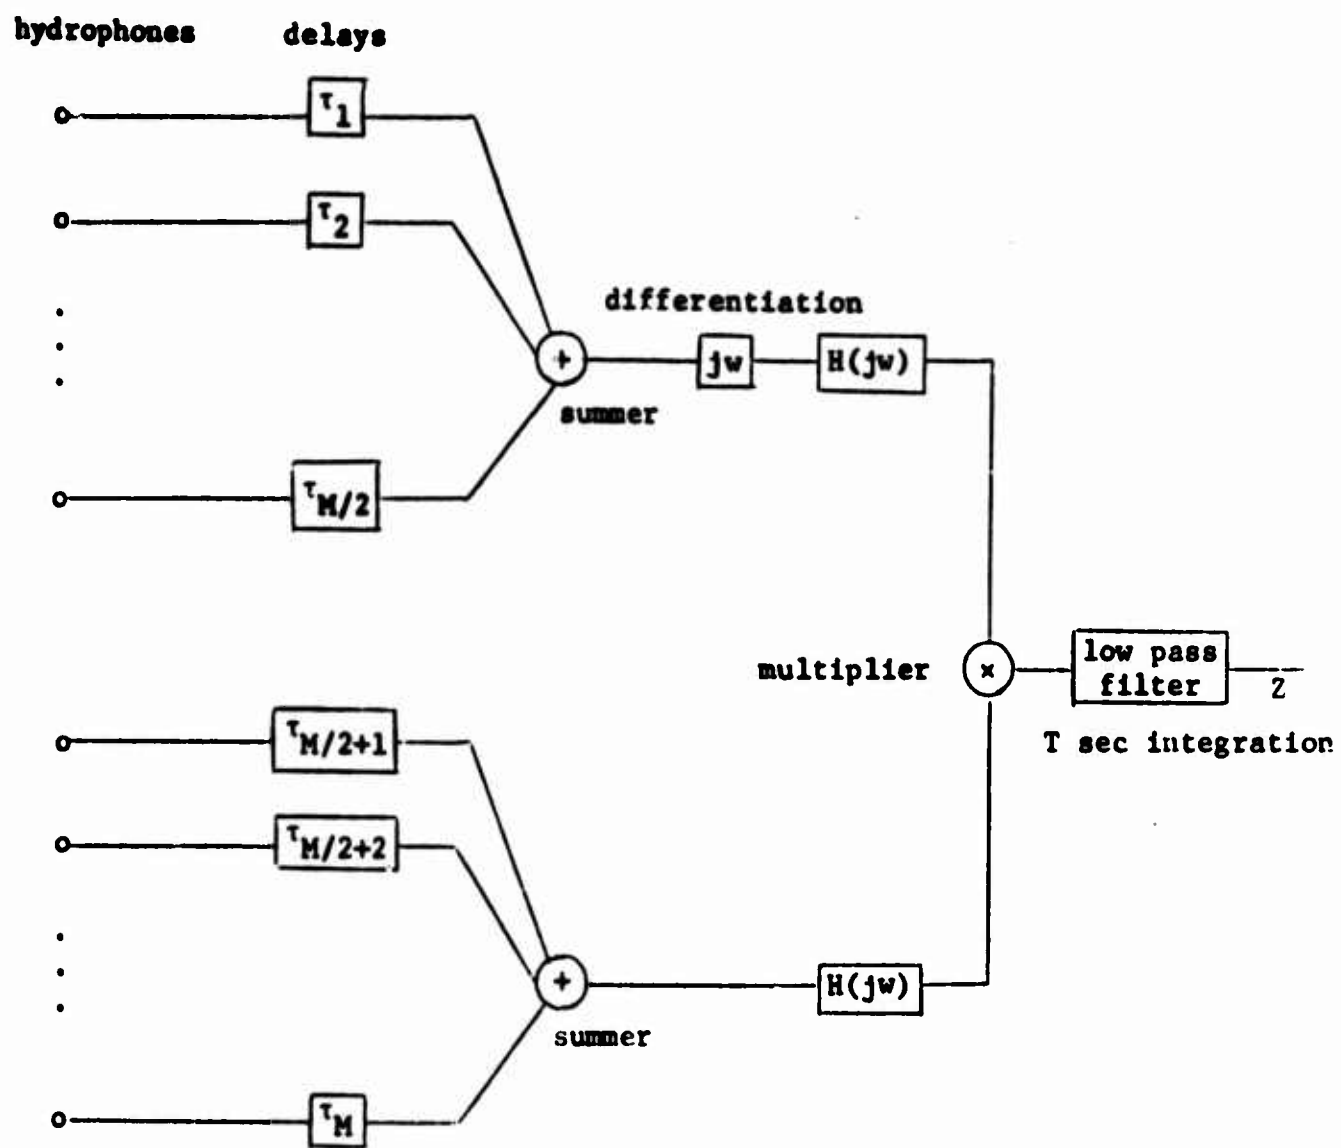 hydrophones delays
τ1
τ2
differentiation
+ jw H(jw)
summer
τM/2
multiplier × low pass
filter
Z
τM/2+1
T sec integration
τM/2+2
+ H(jw)
summer
τM